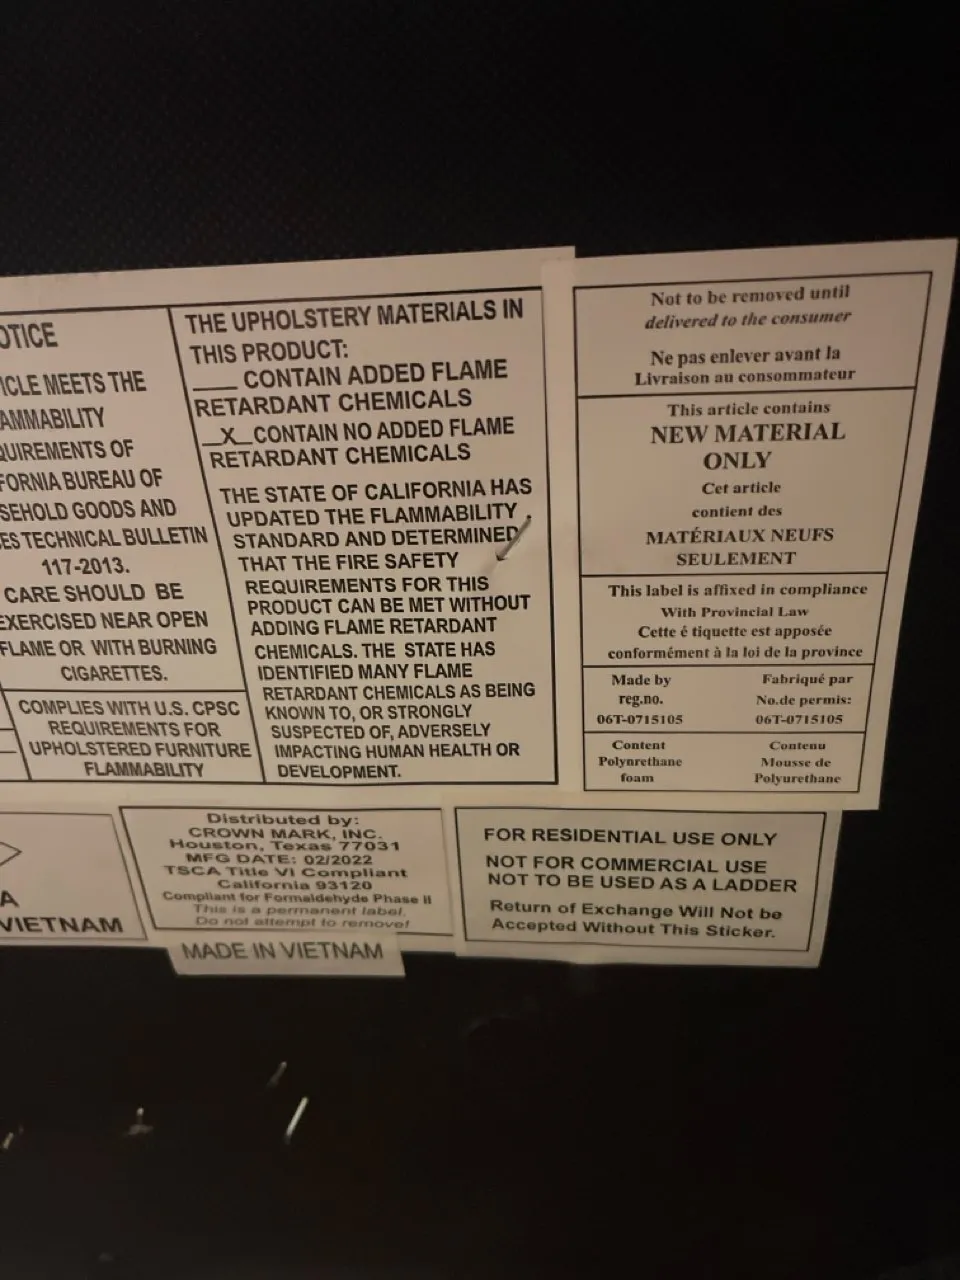 OTICE
ICLE MEETS THE
AMMABILITY
QUIREMENTS OF
FORNIA BUREAU OF
SEHOLD GOODS AND
ES TECHNICAL BULLETIN
117-2013.
CARE SHOULD BE
EXERCISED NEAR OPEN
FLAME OR WITH BURNING
CIGARETTES.
COMPLIES WITH U.S. CPSC
REQUIREMENTS FOR
UPHOLSTERED FURNITURE
FLAMMABILITY
THE UPHOLSTERY MATERIALS IN
THIS PRODUCT:
____ CONTAIN ADDED FLAME
RETARDANT CHEMICALS
__X__CONTAIN NO ADDED FLAME
RETARDANT CHEMICALS
THE STATE OF CALIFORNIA HAS
UPDATED THE FLAMMABILITY
STANDARD AND DETERMINED
THAT THE FIRE SAFETY
REQUIREMENTS FOR THIS
PRODUCT CAN BE MET WITHOUT
ADDING FLAME RETARDANT
CHEMICALS. THE STATE HAS
IDENTIFIED MANY FLAME
RETARDANT CHEMICALS AS BEING
KNOWN TO, OR STRONGLY
SUSPECTED OF, ADVERSELY
IMPACTING HUMAN HEALTH OR
DEVELOPMENT.
Not to be removed until
delivered to the consumer
Ne pas enlever avant la
Livraison au consommateur
This article contains
NEW MATERIAL
ONLY
Cet article
contient des
MATÉRIAUX NEUFS
SEULEMENT
This label is affixed in compliance
With Provincial Law
Cette é tiquette est apposée
conformément à la loi de la province
Made by
reg.no.
06T-0715105
Fabriqué par
No.de permis:
06T-0715105
Content
Polynrethane
foam
Contenu
Mousse de
Polyurethane
A
VIETNAM
Distributed by:
CROWN MARK, INC.
Houston, Texas 77031
MFG DATE: 02/2022
TSCA Title VI Compliant
California 93120
Compliant for Formaldehyde Phase II
This is a permanent label.
Do not attempt to remove!
MADE IN VIETNAM
FOR RESIDENTIAL USE ONLY
NOT FOR COMMERCIAL USE
NOT TO BE USED AS A LADDER
Return of Exchange Will Not be
Accepted Without This Sticker.